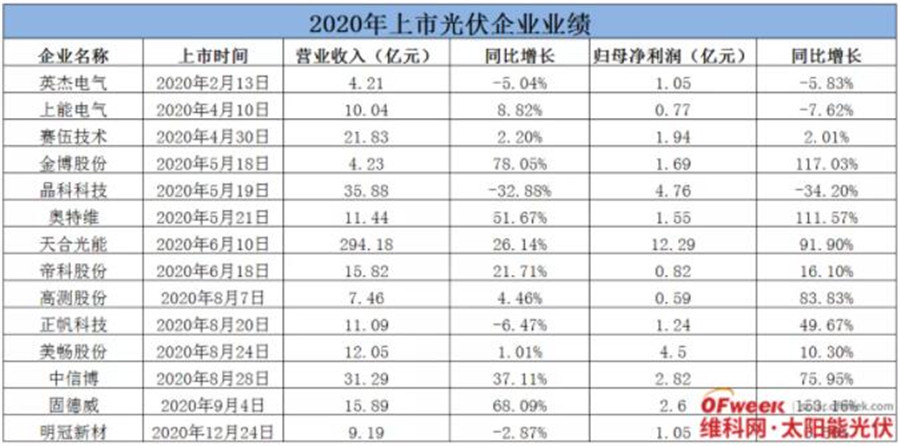 2020年上市光伏企业业绩
企业名称 上市时间 营业收入（亿元） 同比增长 归母净利润（亿元） 同比增长
英杰电气 2020年2月13日 4.21 -5.04% 1.05 -5.83%
上能电气 2020年4月10日 10.04 8.82% 0.77 -7.62%
赛伍技术 2020年4月30日 21.83 2.20% 1.94 2.01%
金博股份 2020年5月18日 4.23 78.05% 1.69 117.03%
晶科科技 2020年5月19日 35.88 -32.88% 4.76 -34.20%
奥特维 2020年5月21日 11.44 51.67% 1.55 111.57%
天合光能 2020年6月10日 294.18 26.14% 12.29 91.90%
帝科股份 2020年6月18日 15.82 21.71% 0.82 16.10%
高测股份 2020年8月7日 7.46 4.46% 0.59 83.83%
正帆科技 2020年8月20日 11.09 -6.47% 1.24 49.67%
美畅股份 2020年8月24日 12.05 1.01% 4.5 10.30%
中信博 2020年8月28日 31.29 37.11% 2.82 75.95%
固德威 2020年9月4日 15.89 68.09% 2.6
明冠新材 2020年12月24日 9.19 -2.87% 1.05
OFweek
维科网·太阳能光伏